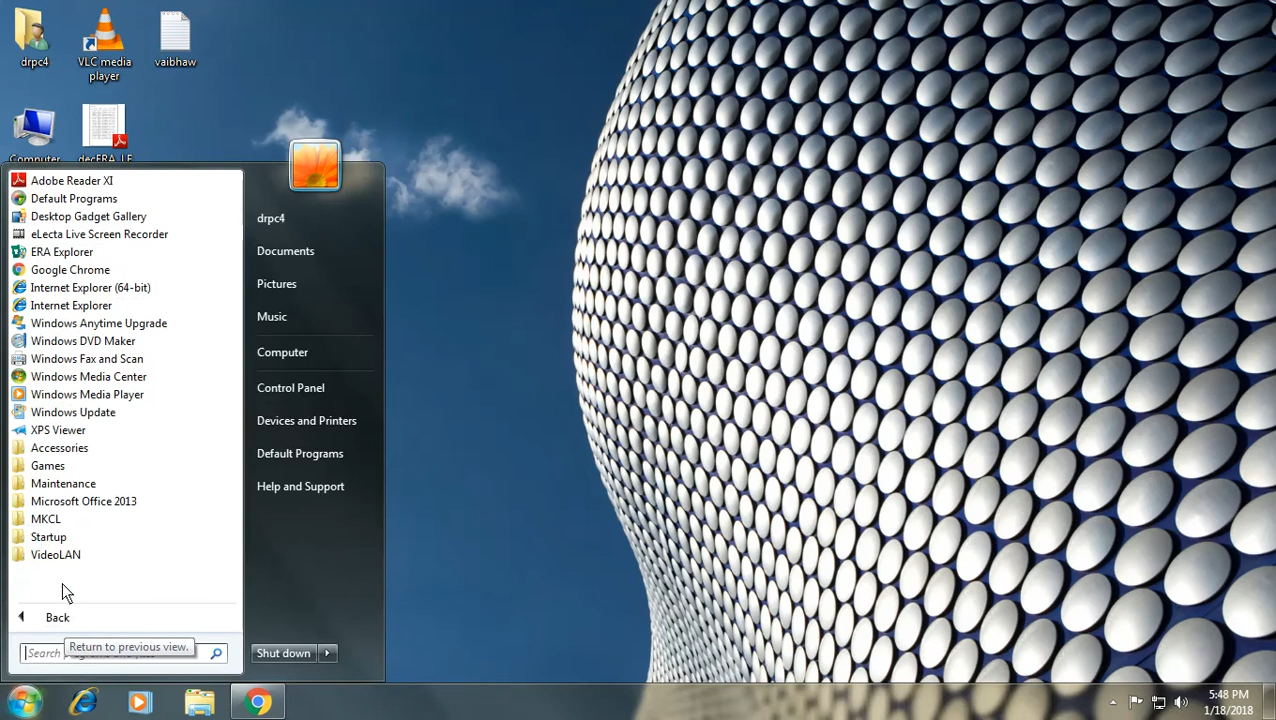 drpc4
VLC media
player
vaibhaw
Computer
decERA_LE
Adobe Reader XI
Default Programs
Desktop Gadget Gallery
eLecta Live Screen Recorder
ERA Explorer
Google Chrome
Internet Explorer (64-bit)
Internet Explorer
Windows Anytime Upgrade
Windows DVD Maker
Windows Fax and Scan
Windows Media Center
Windows Media Player
Windows Update
XPS Viewer
Accessories
Games
Maintenance
Microsoft Office 2013
MKCL
Startup
VideoLAN
Back
Return to previous view.
Search
drpc4
Documents
Pictures
Music
Computer
Control Panel
Devices and Printers
Default Programs
Help and Support
Shut down
5:48 PM
1/18/2018